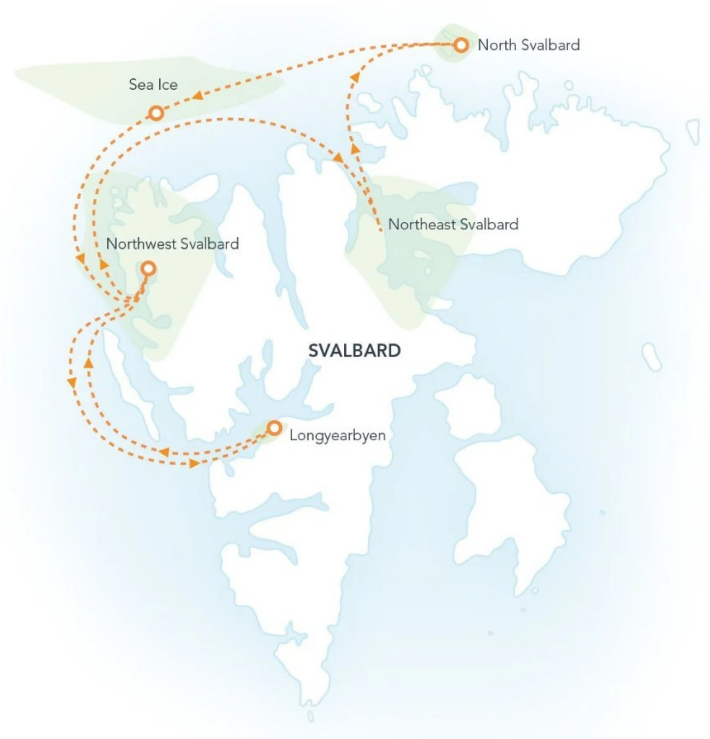 North Svalbard
Sea Ice
Northeast Svalbard
Northwest Svalbard
SVALBARD
Longyearbyen